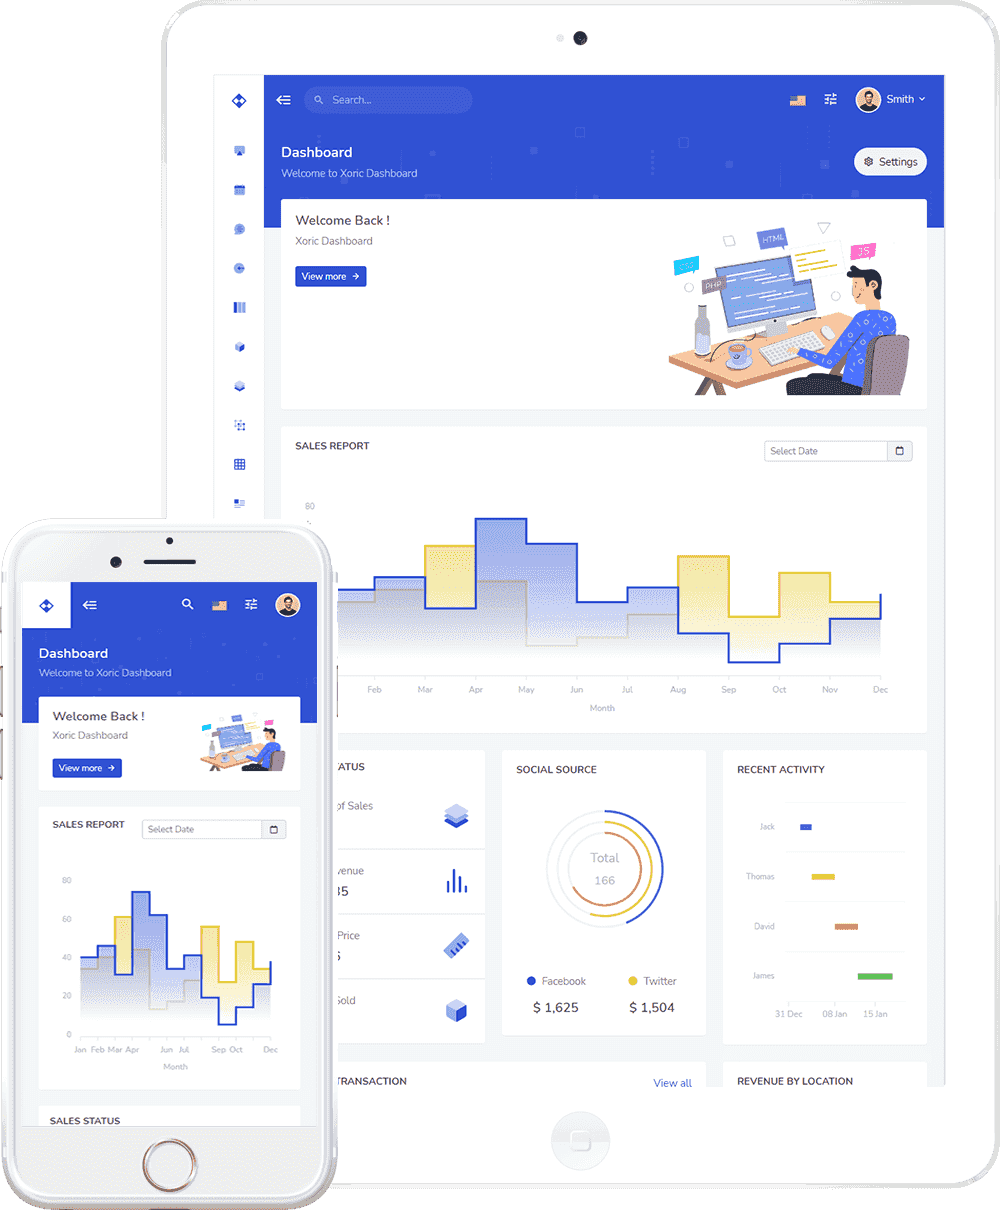 Search...
Smith
Dashboard
Welcome to Xoric Dashboard
Settings
Welcome Back !
Xoric Dashboard
View more
HTML
JS
PHP
SALES REPORT
Select Date
80
Feb Mar Apr May Jun Jul Aug Sep Oct Nov Dec
Month
ATUS
of Sales
venue
35
Price
Sold
SOCIAL SOURCE
Total
166
Facebook
Twitter
$ 1,625
$ 1,504
RECENT ACTIVITY
Jack
Thomas
David
James
31 Dec 08 Jan 15 Jan
TRANSACTION
View all
REVENUE BY LOCATION
Dashboard
Welcome to Xoric Dashboard
Welcome Back !
Xoric Dashboard
View more
SALES REPORT
Select Date
80
60
40
20
0
Jan Feb Mar Apr Jun Jul Sep Oct Dec
Month
SALES STATUS